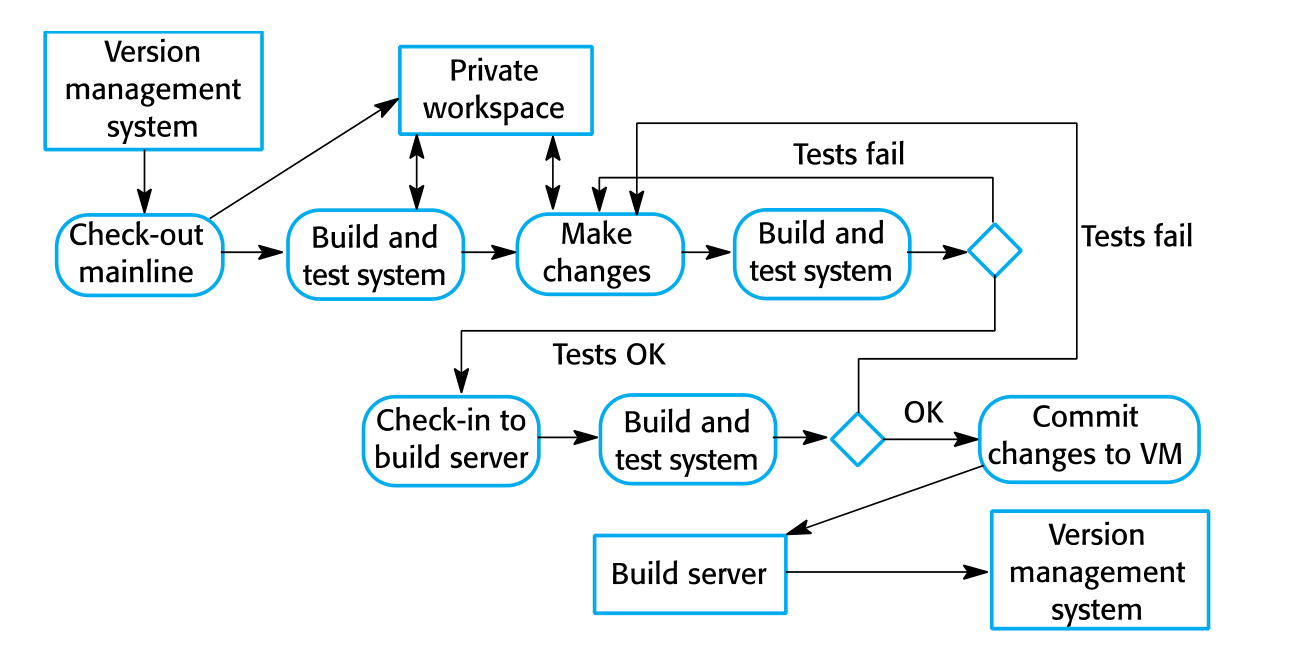 Version
management
system
Private
workspace
Tests fail
Tests fail
Check-out
mainline
Build and
test system
Make
changes
Build and
test system
Tests OK
Check-in to
build server
Build and
test system
OK
Commit
changes to VM
Build server
Version
management
system